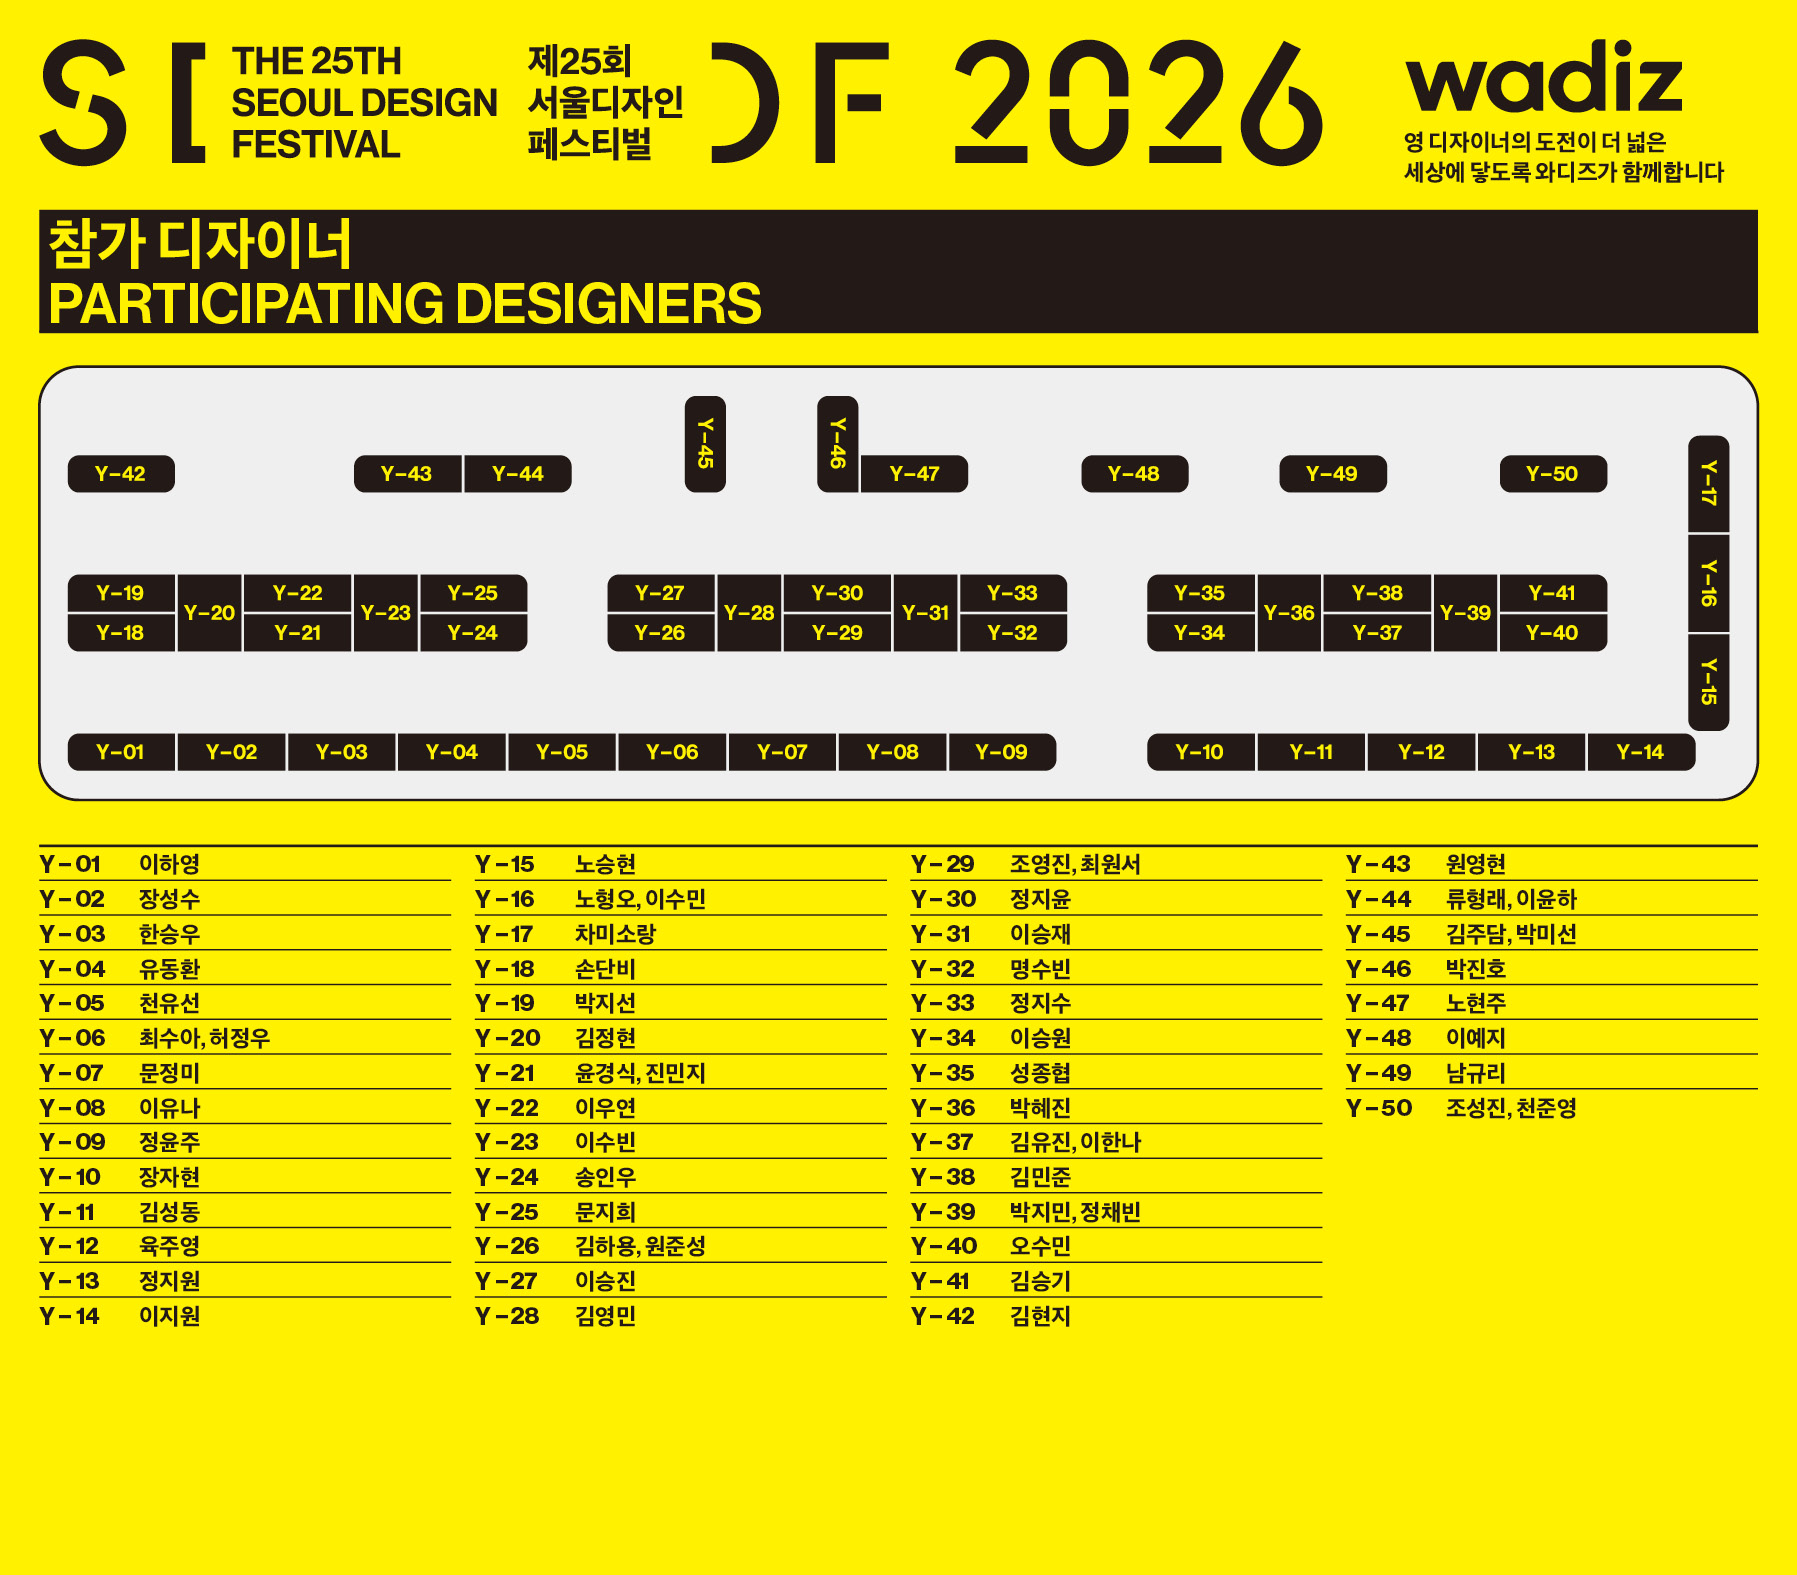 SDF 2026
THE 25TH
SEOUL DESIGN
FESTIVAL
제25회
서울디자인
페스티벌
wadiz
영 디자이너의 도전이 더 넓은
세상에 닿도록 와디즈가 함께합니다
참가 디자이너
PARTICIPATING DESIGNERS
Y-45
Y-46
Y-42
Y-43
Y-44
Y-47
Y-48
Y-49
Y-50
Y-17
Y-16
Y-15
Y-19
Y-18
Y-20
Y-22
Y-21
Y-23
Y-25
Y-24
Y-27
Y-26
Y-28
Y-30
Y-29
Y-31
Y-33
Y-32
Y-35
Y-34
Y-36
Y-38
Y-37
Y-39
Y-41
Y-40
Y-01
Y-02
Y-03
Y-04
Y-05
Y-06
Y-07
Y-08
Y-09
Y-10
Y-11
Y-12
Y-13
Y-14
Y-01 이하영
Y-02 장성수
Y-03 한승우
Y-04 유동환
Y-05 천유선
Y-06 최수아, 허정우
Y-07 문정미
Y-08 이유나
Y-09 정윤주
Y-10 장자현
Y-11 김성동
Y-12 육주영
Y-13 정지원
Y-14 이지원
Y-15 노승현
Y-16 노형오, 이수민
Y-17 차미소랑
Y-18 손단비
Y-19 박지선
Y-20 김정현
Y-21 윤경식, 진민지
Y-22 이우연
Y-23 이수빈
Y-24 송인우
Y-25 문지희
Y-26 김하용, 원준성
Y-27 이승진
Y-28 김영민
Y-29 조영진, 최원서
Y-30 정지윤
Y-31 이승재
Y-32 명수빈
Y-33 정지수
Y-34 이승원
Y-35 성종협
Y-36 박혜진
Y-37 김유진, 이한나
Y-38 김민준
Y-39 박지민, 정채빈
Y-40 오수민
Y-41 김승기
Y-42 김현지
Y-43 원영현
Y-44 류형래, 이윤하
Y-45 김주담, 박미선
Y-46 박진호
Y-47 노현주
Y-48 이예지
Y-49 남규리
Y-50 조성진, 천준영